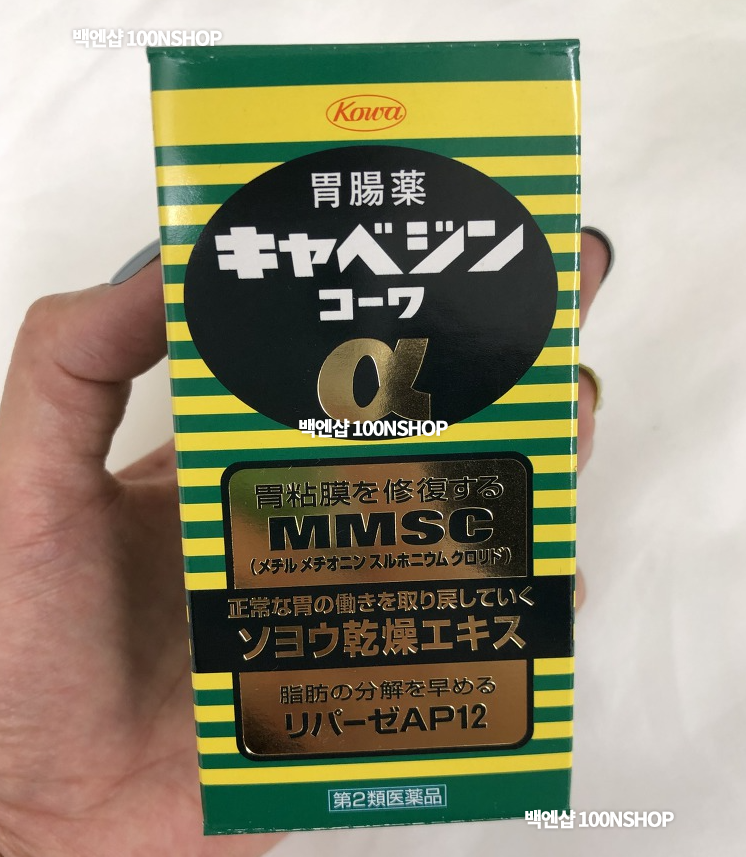 백엔샵 100NSHOP
Kowa
胃腸薬
キャベジン
コーワ
α
백엔샵 100NSHOP
胃粘膜を修復する
MMSC
(メチル メチオニン スルホニウム クロリド)
正常な胃の働きを取り戻していく
ソヨウ乾燥エキス
脂肪の分解を早める
リパーゼAP12
第2類医薬品
백엔샵 100NSHOP